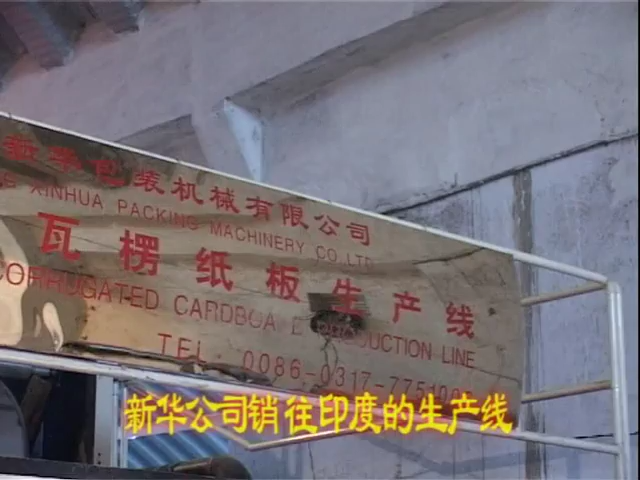 新华包装机械有限公司
XINHUA PACKING MACHINERY CO.LTD
瓦楞纸板生产线
CORRUGATED CARDBOA PRODUCTION LINE
TEL 0086-0317-775400
新华公司销往印度的生产线